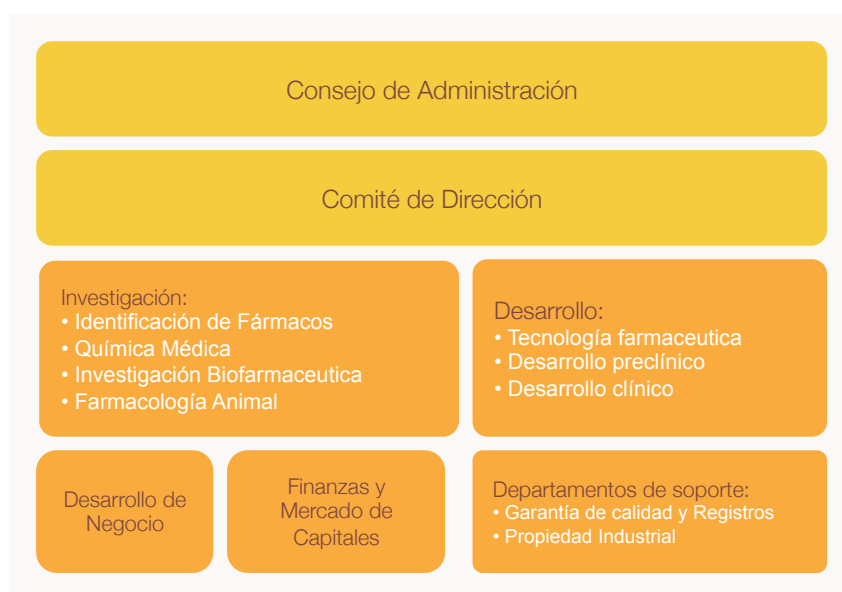 Consejo de Administración
Comité de Dirección
Investigación:
• Identificación de Fármacos
• Química Médica
• Investigación Biofarmaceutica
• Farmacología Animal
Desarrollo:
• Tecnología farmaceutica
• Desarrollo preclínico
• Desarrollo clínico
Desarrollo de
Negocio
Finanzas y
Mercado de
Capitales
Departamentos de soporte:
• Garantía de calidad y Registros
• Propiedad Industrial